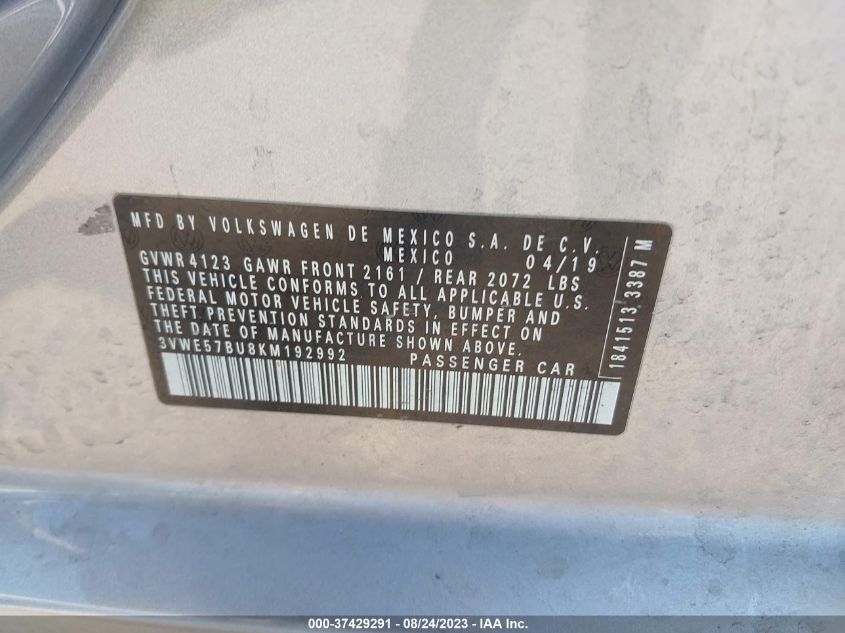 MFD BY VOLKSWAGEN DE MEXICO S.A. DE C.V.
MEXICO 04/19
GVWR 4123 GAWR FRONT 2161 / REAR 2072 LBS
THIS VEHICLE CONFORMS TO ALL APPLICABLE U.S.
FEDERAL MOTOR VEHICLE SAFETY, BUMPER AND
THEFT PREVENTION STANDARDS IN EFFECT ON
THE DATE OF MANUFACTURE SHOWN ABOVE.
3VWE57BU8KM192992 PASSENGER CAR
1841513 3387 M
000-37429291 - 08/24/2023 - IAA Inc.